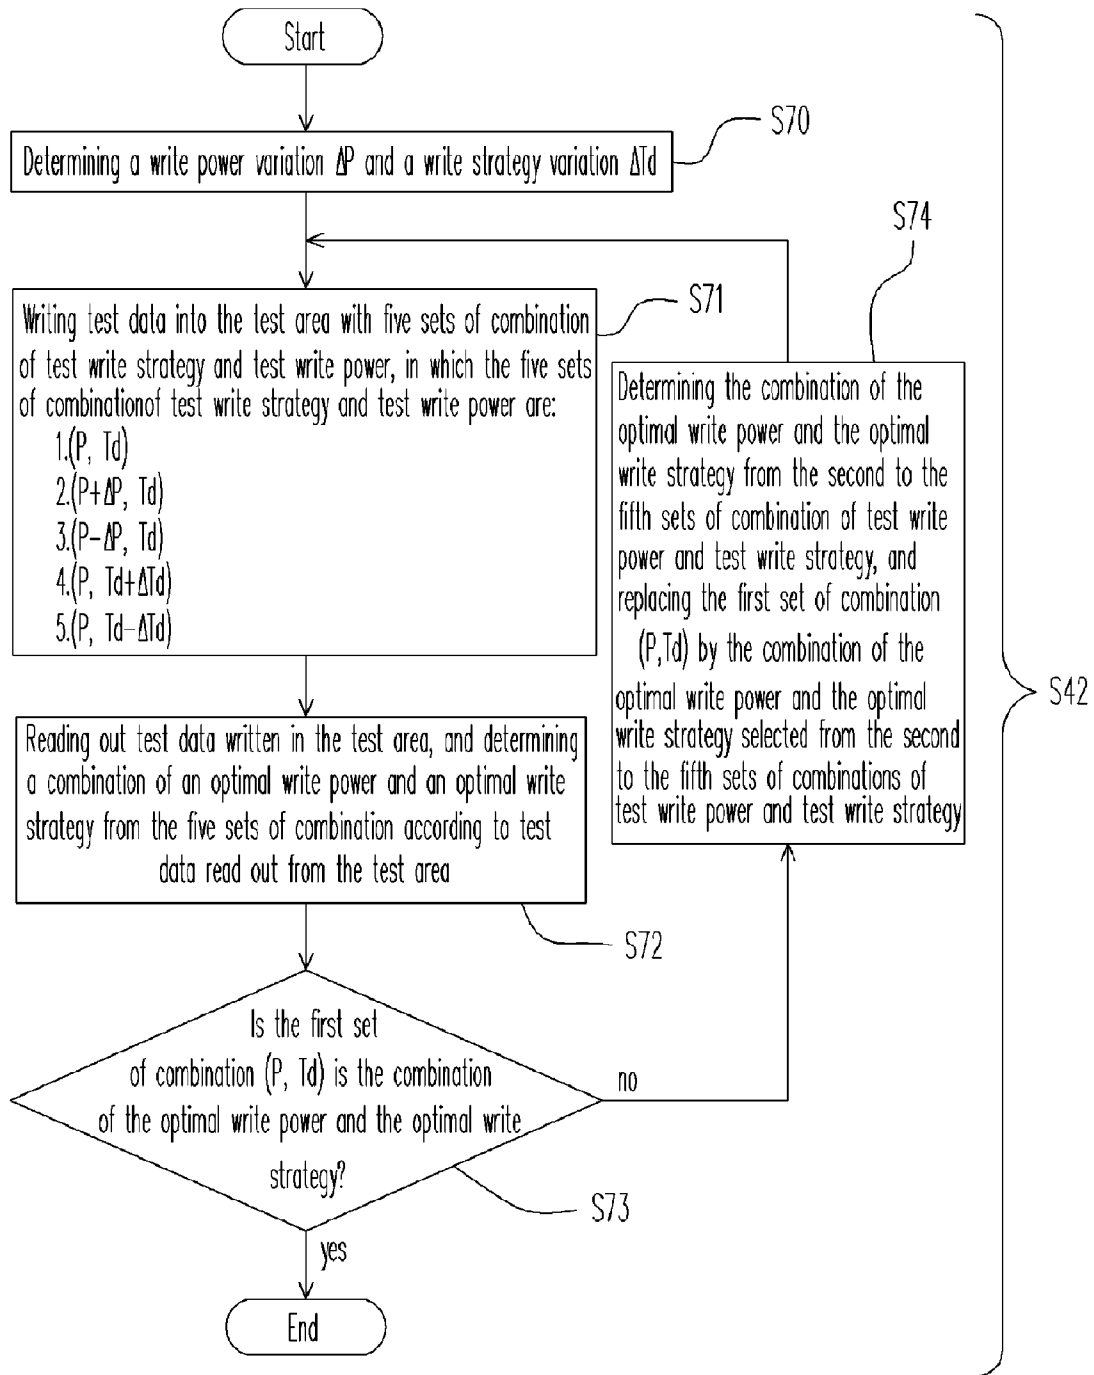 Start
S70
Determining a write power variation ΔP and a write strategy variation ΔTd
S74
S71
Writing test data into the test area with five sets of combination
of test write strategy and test write power, in which the five sets
of combinationof test write strategy and test write power are:
1.(P, Td)
2.(P+ΔP, Td)
3.(P-ΔP, Td)
4.(P, Td+ΔTd)
5.(P, Td-ΔTd)
Determining the combination of the
optimal write power and the optimal
write strategy from the second to the
fifth sets of combination of test write
power and test write strategy, and
replacing the first set of combination
(P,Td) by the combination of the
optimal write power and the optimal
write strategy selected from the second
to the fifth sets of combinations of
test write power and test write strategy
S42
Reading out test data written in the test area, and determining
a combination of an optimal write power and an optimal write
strategy from the five sets of combination according to test
data read out from the test area
S72
Is the first set
of combination (P, Td) is the combination
of the optimal write power and the optimal write
strategy?
no
S73
yes
End